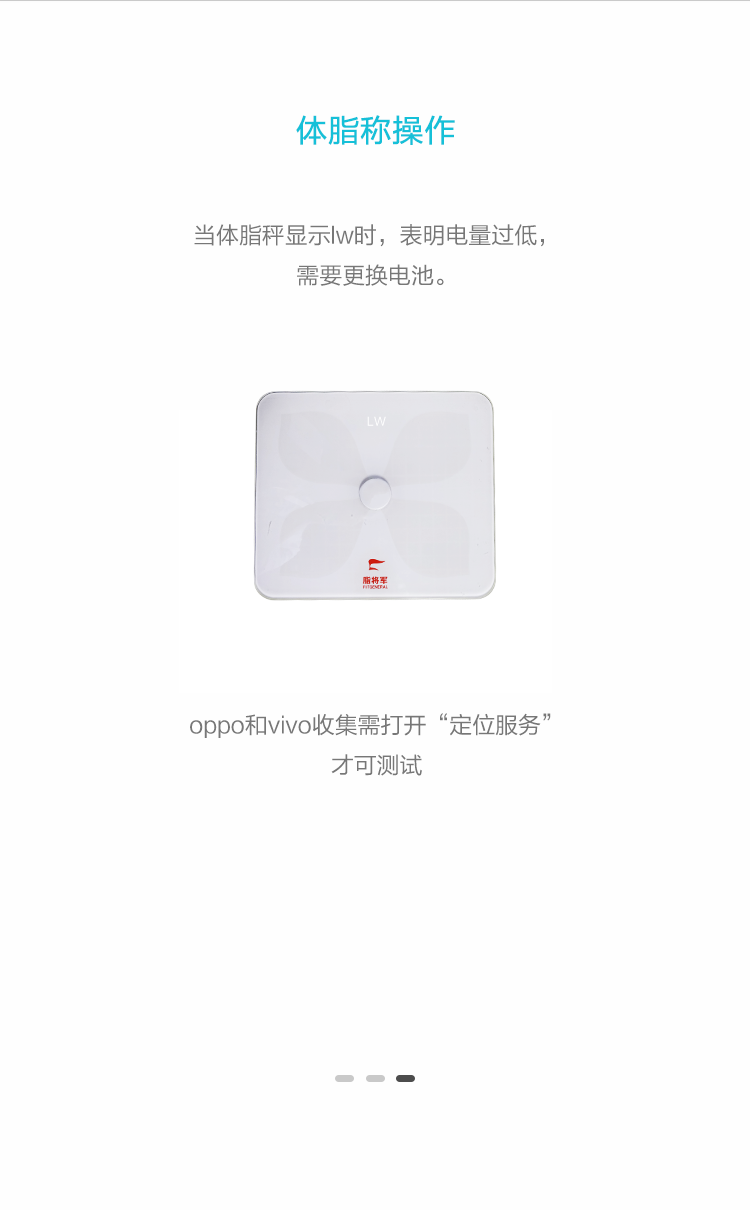 体脂称操作
当体脂秤显示lw时，表明电量过低，
需要更换电池。
LW
脂将军
FITGENERAL
oppo和vivo收集需打开“定位服务”
才可测试